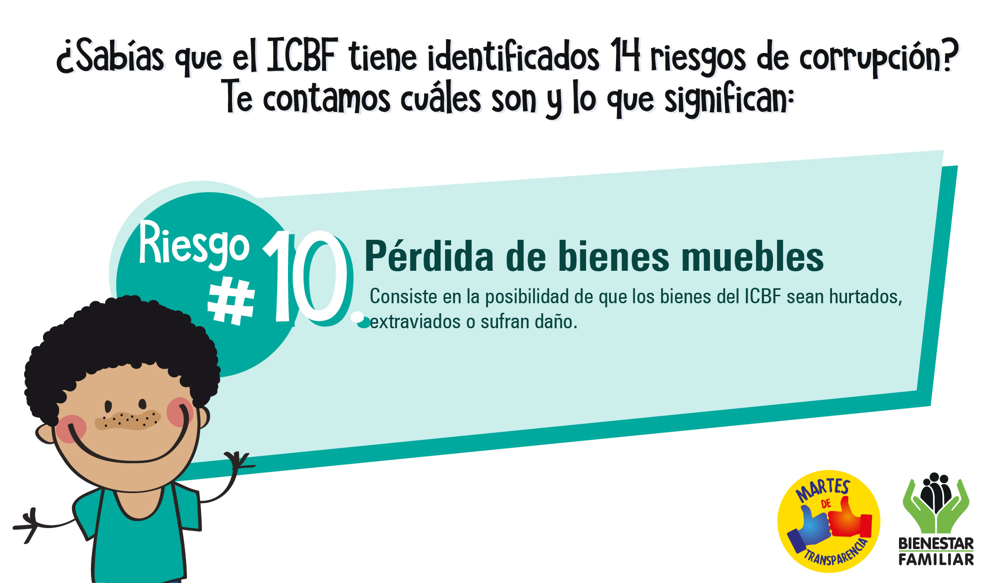 ¿Sabías que el ICBF tiene identificados 14 riesgos de corrupción?
Te contamos cuáles son y lo que significan:
Riesgo
#10.
Pérdida de bienes muebles
Consiste en la posibilidad de que los bienes del ICBF sean hurtados,
extraviados o sufran daño.
MARTES
DE
TRANSPARENCIA
BIENESTAR
FAMILIAR